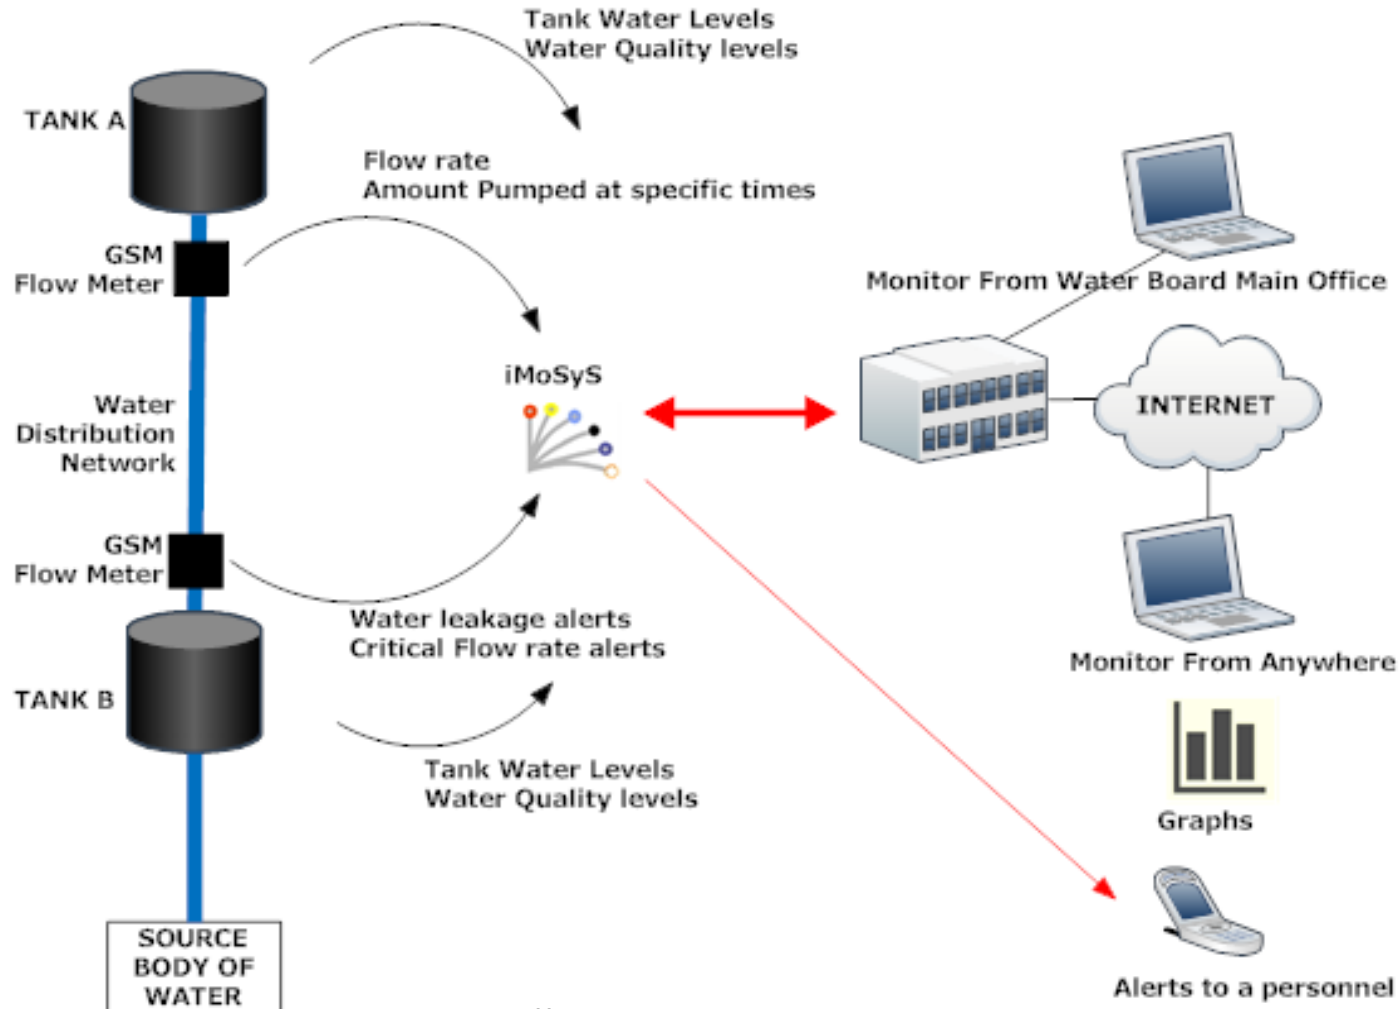 Tank Water Levels
Water Quality levels
TANK A
Flow rate
Amount Pumped at specific times
GSM
Flow Meter
Monitor From Water Board Main Office
iMoSyS
INTERNET
Water
Distribution
Network
GSM
Flow Meter
Water leakage alerts
Critical Flow rate alerts
Monitor From Anywhere
TANK B
Tank Water Levels
Water Quality levels
Graphs
SOURCE
BODY OF
WATER
Alerts to a personnel